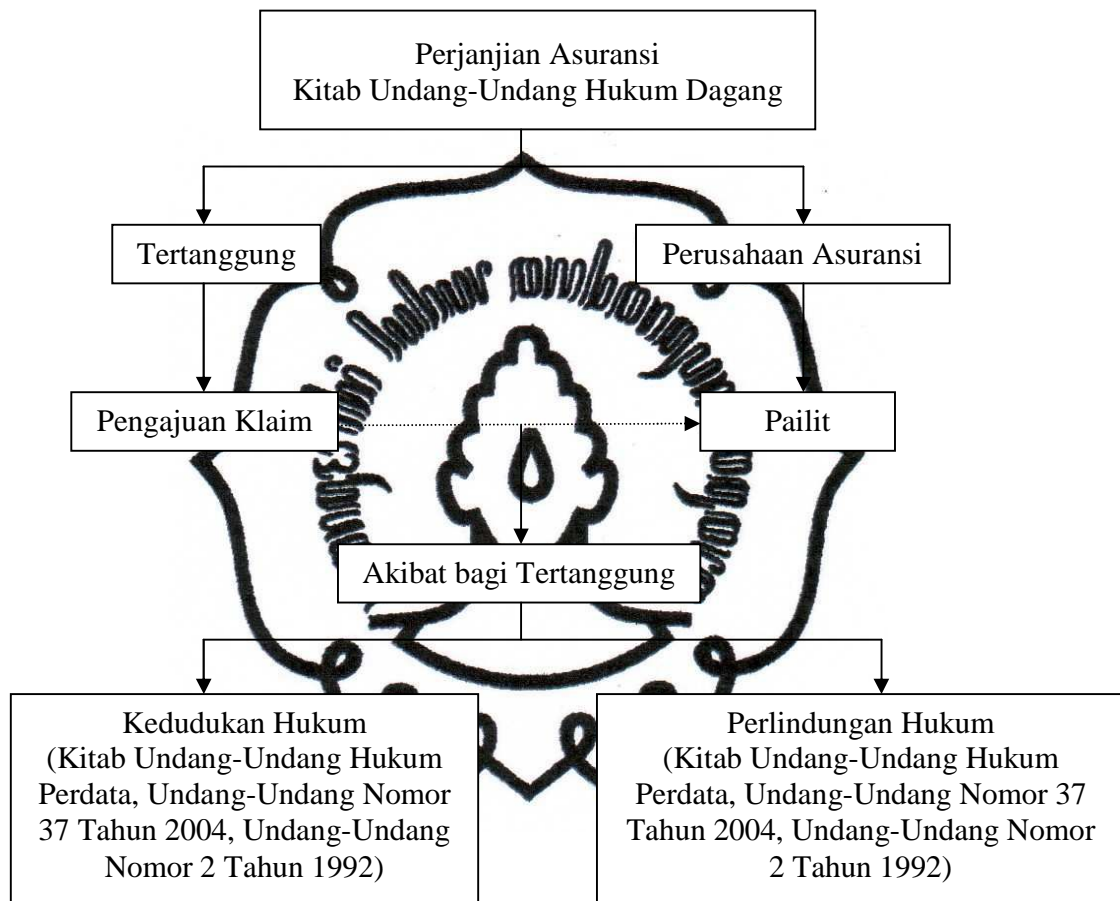 Perjanjian Asuransi
Kitab Undang-Undang Hukum Dagang
Tertanggung
Perusahaan Asuransi
Pengajuan Klaim
Pailit
Akibat bagi Tertanggung
Kedudukan Hukum
(Kitab Undang-Undang Hukum
Perdata, Undang-Undang Nomor
37 Tahun 2004, Undang-Undang
Nomor 2 Tahun 1992)
Perlindungan Hukum
(Kitab Undang-Undang Hukum
Perdata, Undang-Undang Nomor 37
Tahun 2004, Undang-Undang Nomor
2 Tahun 1992)